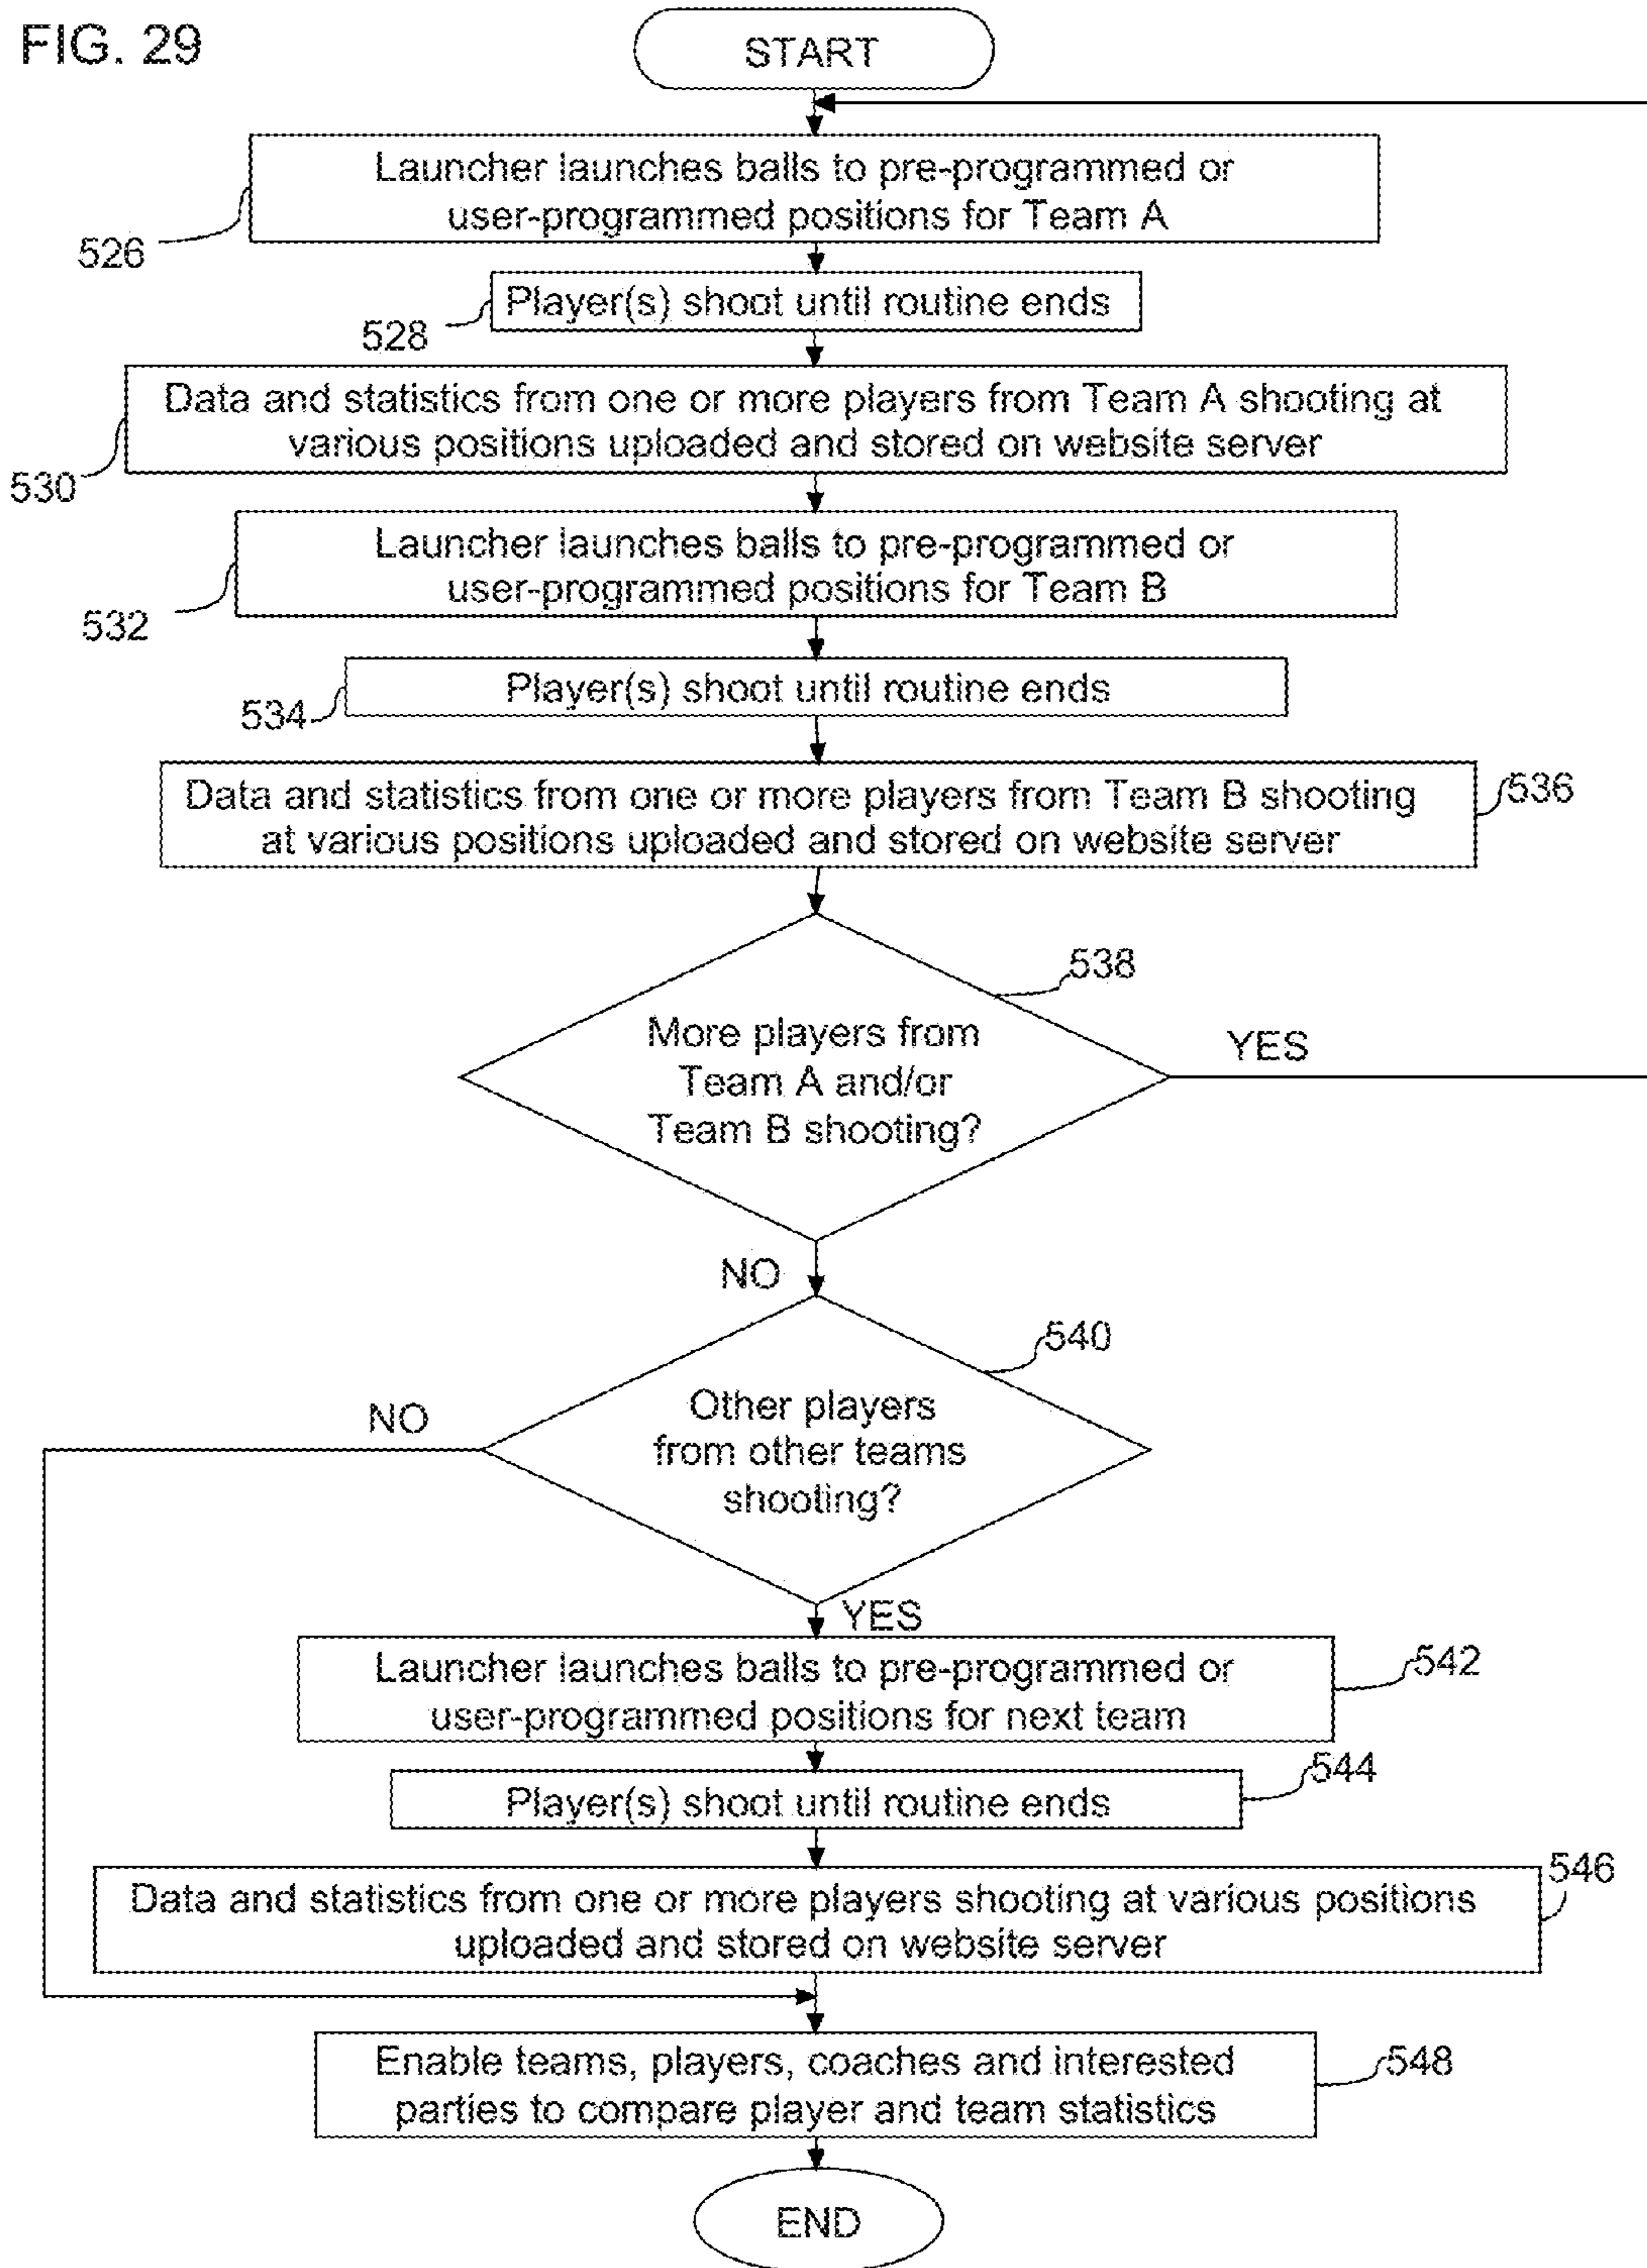 FIG. 29
START
Launcher launches balls to pre-programmed or
user-programmed positions for Team A
526
Player(s) shoot until routine ends
528
Data and statistics from one or more players from Team A shooting at
various positions uploaded and stored on website server
530
Launcher launches balls to pre-programmed or
user-programmed positions for Team B
532
Player(s) shoot until routine ends
534
Data and statistics from one or more players from Team B shooting
at various positions uploaded and stored on website server
536
538
More players from
Team A and/or
Team B shooting?
YES
NO
540
Other players
from other teams
shooting?
NO
YES
Launcher launches balls to pre-programmed or
user-programmed positions for next team
542
Player(s) shoot until routine ends
544
Data and statistics from one or more players shooting at various positions
uploaded and stored on website server
546
Enable teams, players, coaches and interested
parties to compare player and team statistics
548
END